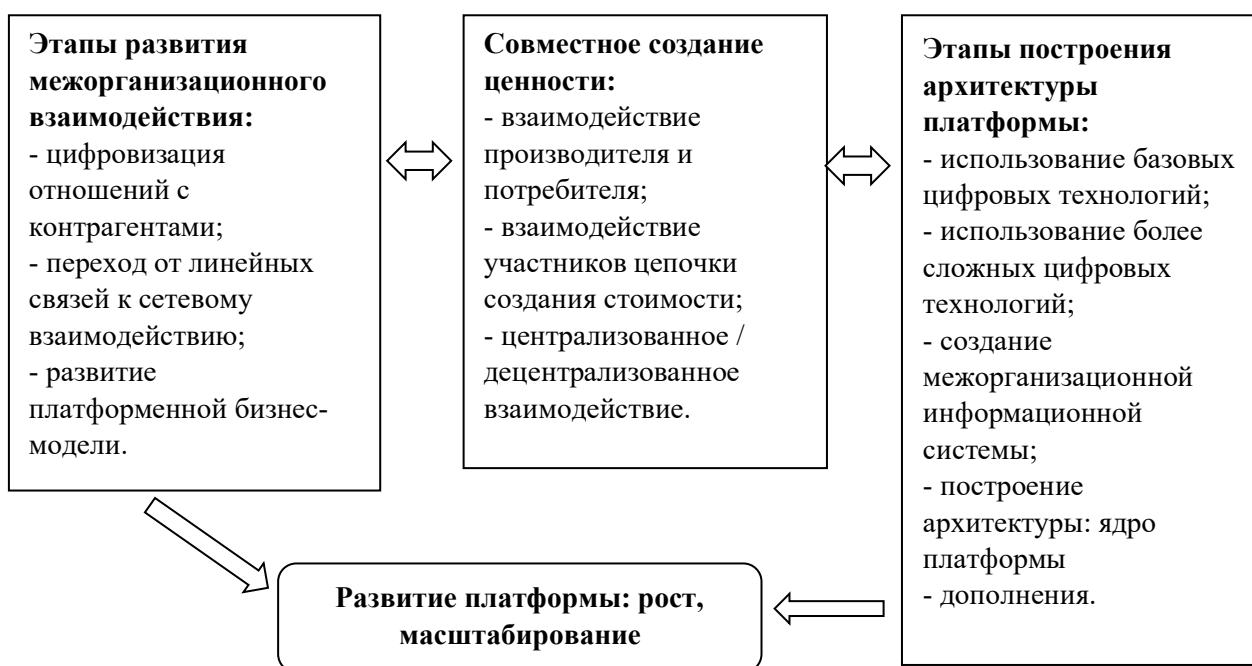 Этапы развития
межорганизационного
взаимодействия:
- цифровизация
отношений с
контрагентами;
- переход от линейных
связей к сетевому
взаимодействию;
- развитие
платформенной бизнес-
модели.
Совместное создание
ценности:
- взаимодействие
производителя и
потребителя;
- взаимодействие
участников цепочки
создания стоимости;
- централизованное /
децентрализованное
взаимодействие.
Этапы построения
архитектуры
платформы:
- использование базовых
цифровых технологий;
- использование более
сложных цифровых
технологий;
- создание
межорганизационной
информационной
системы;
- построение
архитектуры: ядро
платформы
- дополнения.
Развитие платформы: рост,
масштабирование